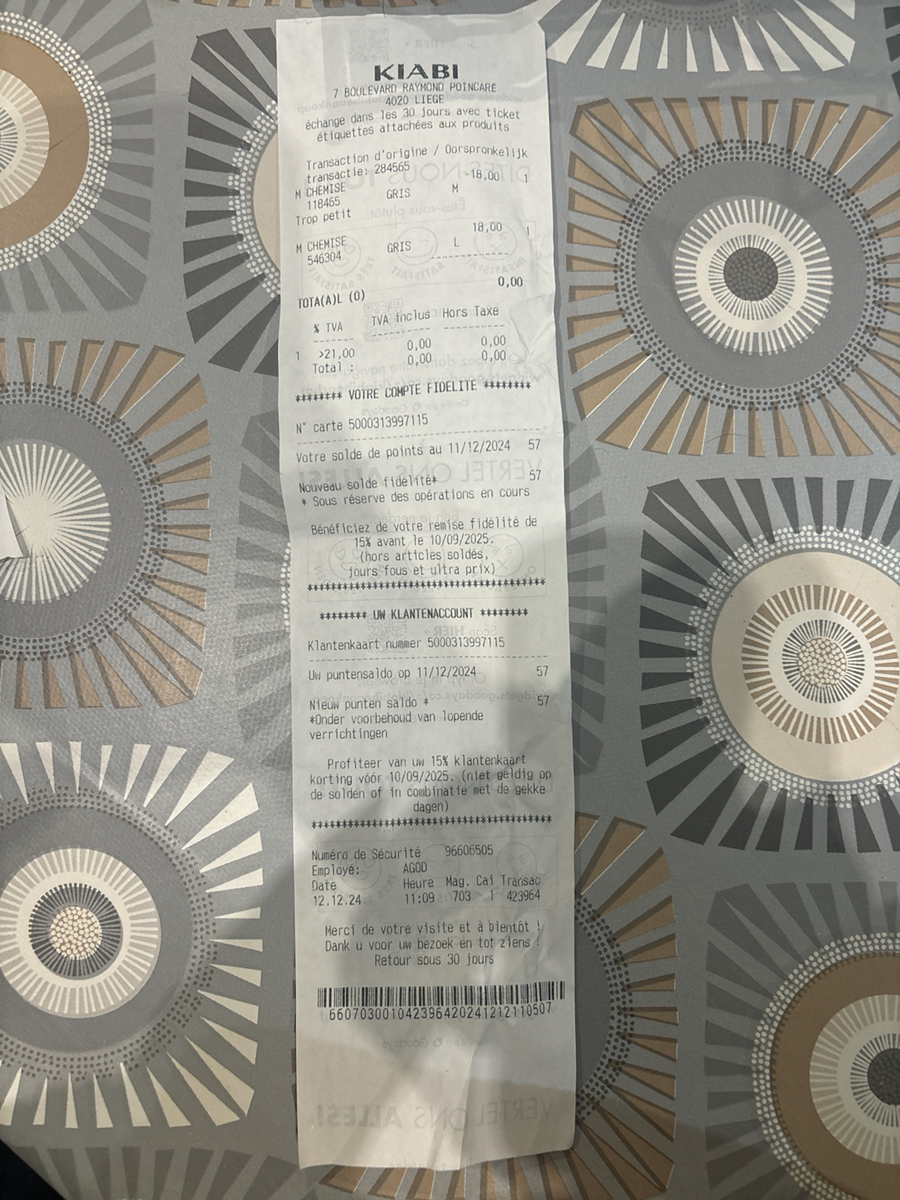 KIABI
7 BOULEVARD RAYMOND POINCARÉ
4020 LIEGE
échange dans les 30 jours avec ticket
étiquettes attachées aux produits
Transaction d'origine / Oorspronkelijk
transactie: 284565
M CHEMISE GRIS M -18,00 1
118465
Trop petit
M CHEMISE GRIS L 18,00 1
546304
TOTA(A)L (0) 0,00
% TVA TVA inclus Hors Taxe
1 >21,00 0,00 0,00
Total : 0,00 0,00
******** VOTRE COMPTE FIDELITE ********
N° carte 5000313997115
Votre solde de points au 11/12/2024 57
Nouveau solde fidelité* 57
* Sous réserve des opérations en cours
Bénéficiez de votre remise fidélité de
15% avant le 10/09/2025.
(hors articles soldés,
jours fous et ultra prix)
****************************************
******** UW KLANTENACCOUNT ********
Klantenkaart nummer 5000313997115
Uw puntensaldo op 11/12/2024 57
Nieuw punten saldo * 57
*Onder voorbehoud van lopende
verrichtingen
Profiteer van uw 15% klantenkaart
korting vóór 10/09/2025. (niet geldig op
de solden of in combinatie met de gekke
dagen)
****************************************
Numéro de Sécurité 96606505
Employé: AGOD
Date Heure Mag. Cai Transac
12.12.24 11:09 703 1 423964
Merci de votre visite et à bientôt !
Dank u voor uw bezoek en tot ziens !
Retour sous 30 jours
660703001042396420241212110507